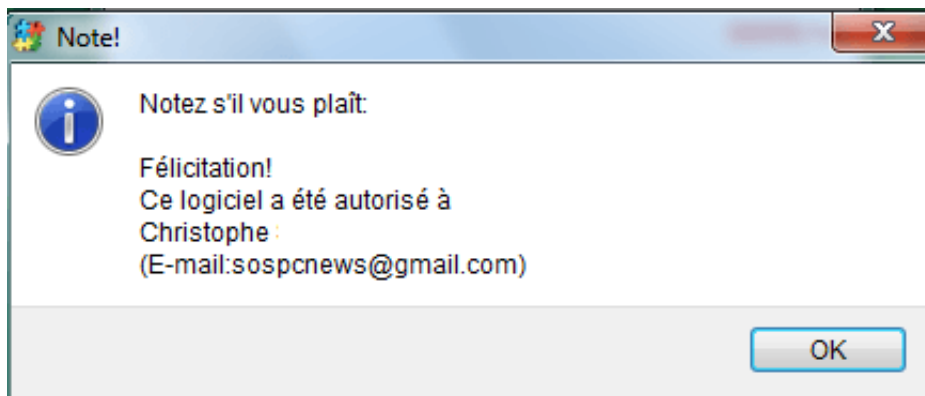 Note!
Notez s'il vous plaît:
Félicitation!
Ce logiciel a été autorisé à
Christophe
(E-mail:sospcnews@gmail.com)
OK